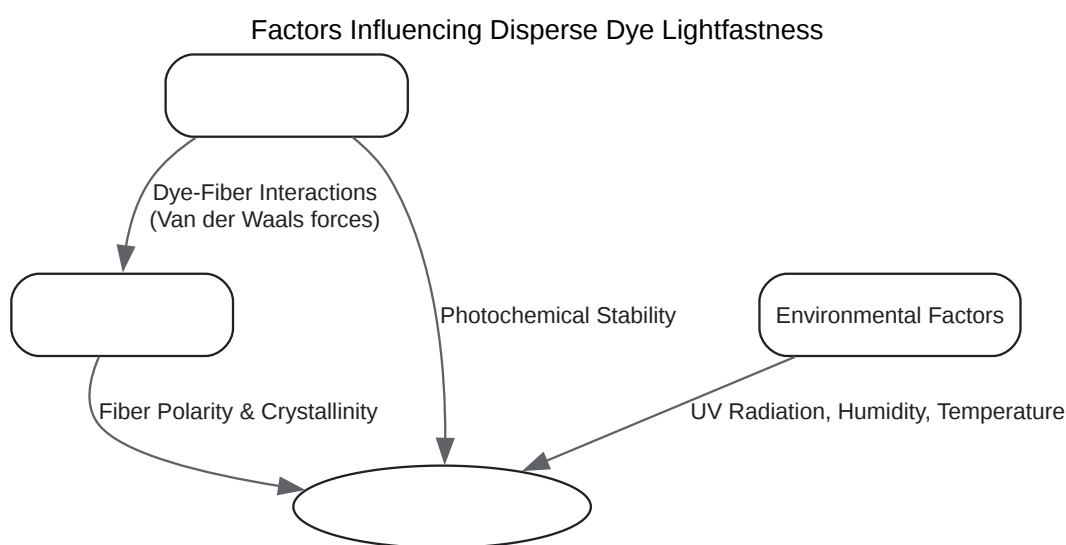 Factors Influencing Disperse Dye Lightfastness
Dye-Fiber Interactions
(Van der Waals forces)
Photochemical Stability
Environmental Factors
Fiber Polarity & Crystallinity
UV Radiation, Humidity, Temperature